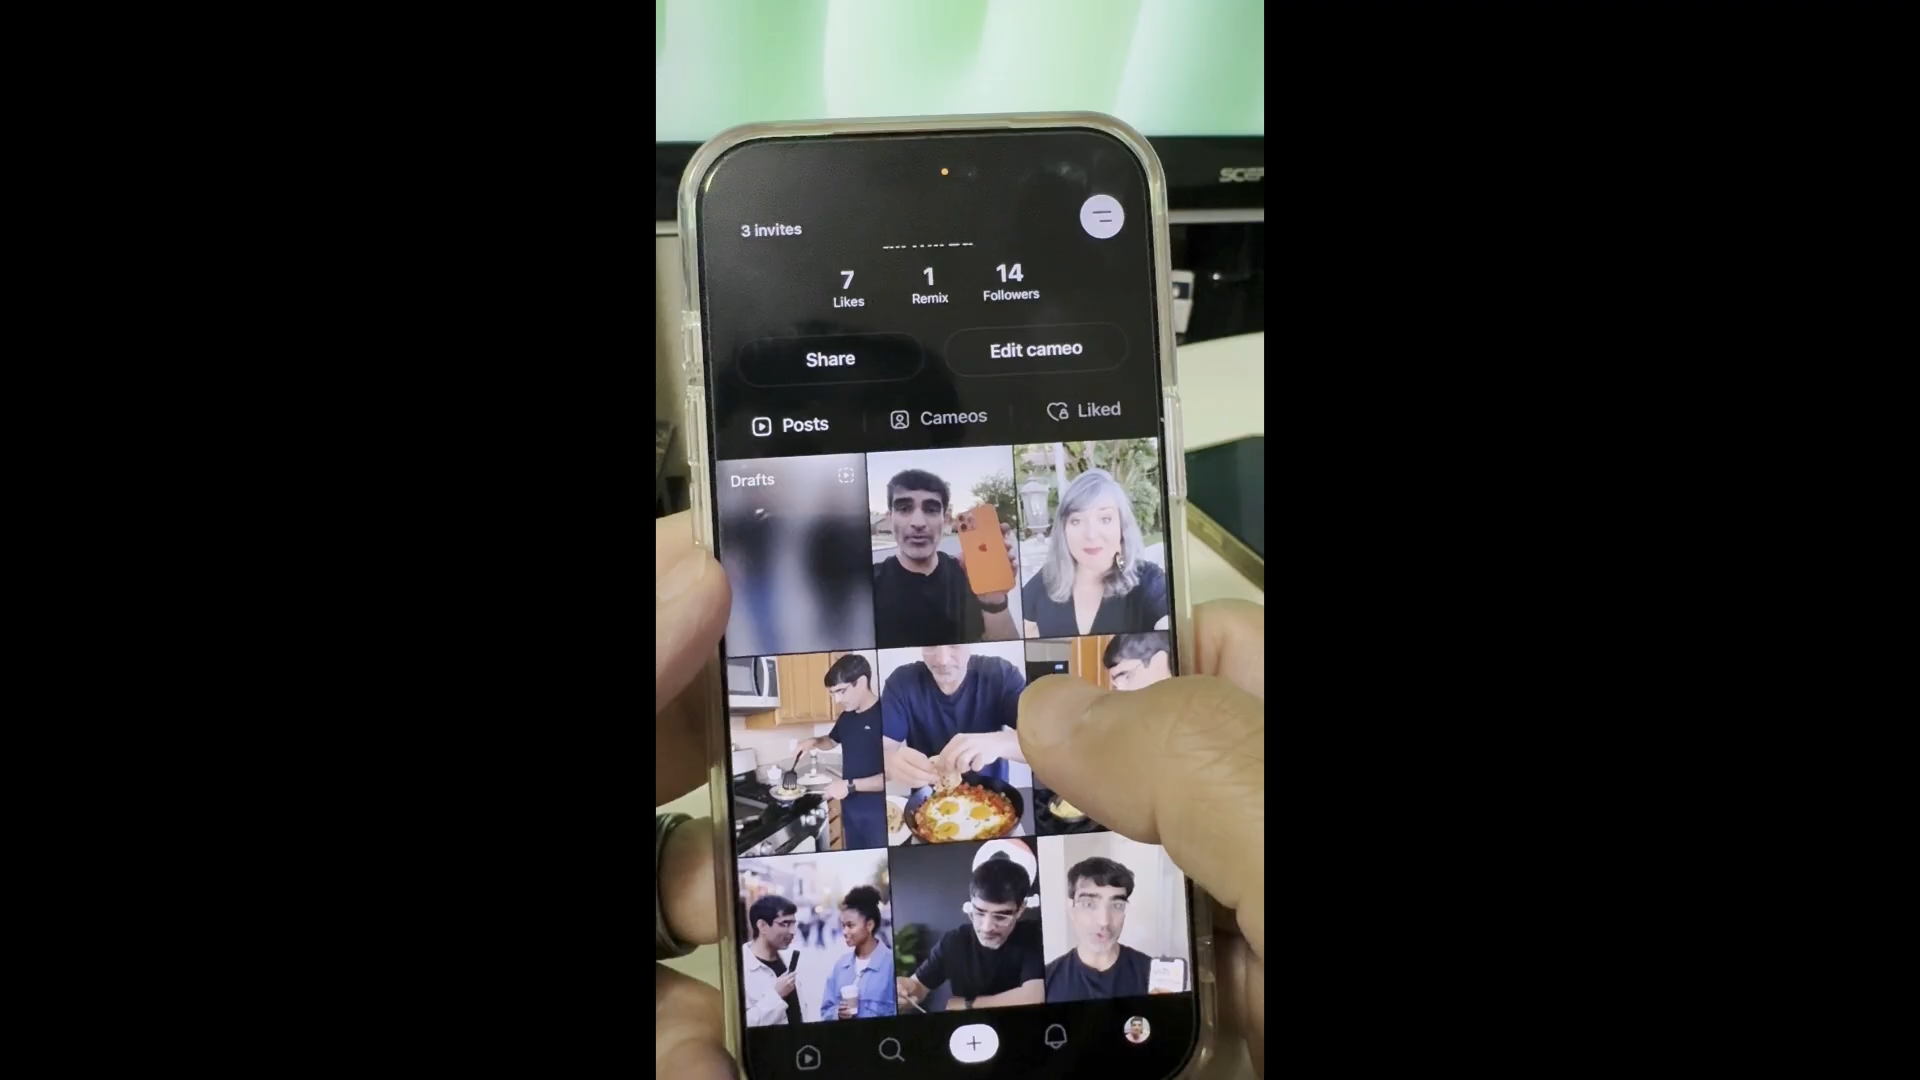 3 invites
7 1 14
Likes Remix Followers
Share Edit cameo
Posts Cameos Liked
Drafts